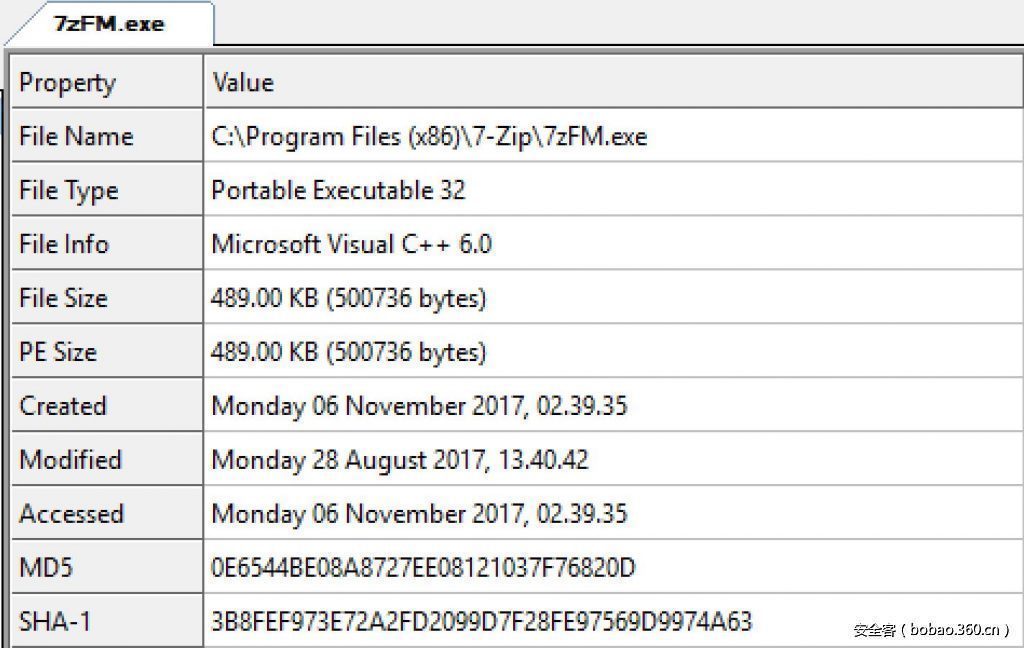 7zFM.exe
Property Value
File Name C:\Program Files (x86)\7-Zip\7zFM.exe
File Type Portable Executable 32
File Info Microsoft Visual C++ 6.0
File Size 489.00 KB (500736 bytes)
PE Size 489.00 KB (500736 bytes)
Created Monday 06 November 2017, 02.39.35
Modified Monday 28 August 2017, 13.40.42
Accessed Monday 06 November 2017, 02.39.35
MD5 0E6544BE08A8727EE08121037F76820D
SHA-1 3B8FEF973E72A2FD2099D7F28FE97569D9974A63
安全客（bobao.360.cn）